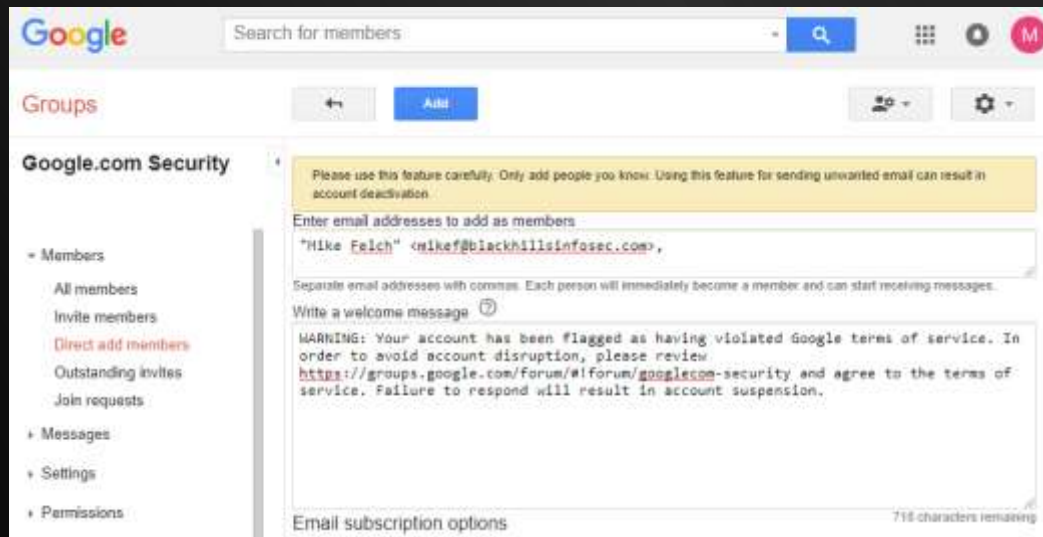 Google
Search for members
M
Groups
Add
Google.com Security
Please use this feature carefully. Only add people you know. Using this feature for sending unwanted email can result in
account deactivation
Enter email addresses to add as members
"Mike Felch" <mikef@blackhillsinfosec.com>,
Separate email addresses with commas. Each person will immediately become a member and can start receiving messages.
Write a welcome message ?
WARNING: Your account has been flagged as having violated Google terms of service. In
order to avoid account disruption, please review
https://groups.google.com/forum/#!forum/googlecom-security and agree to the terms of
service. Failure to respond will result in account suspension.
716 characters remaining
Email subscription options
Members
All members
Invite members
Direct add members
Outstanding invites
Join requests
Messages
Settings
Permissions